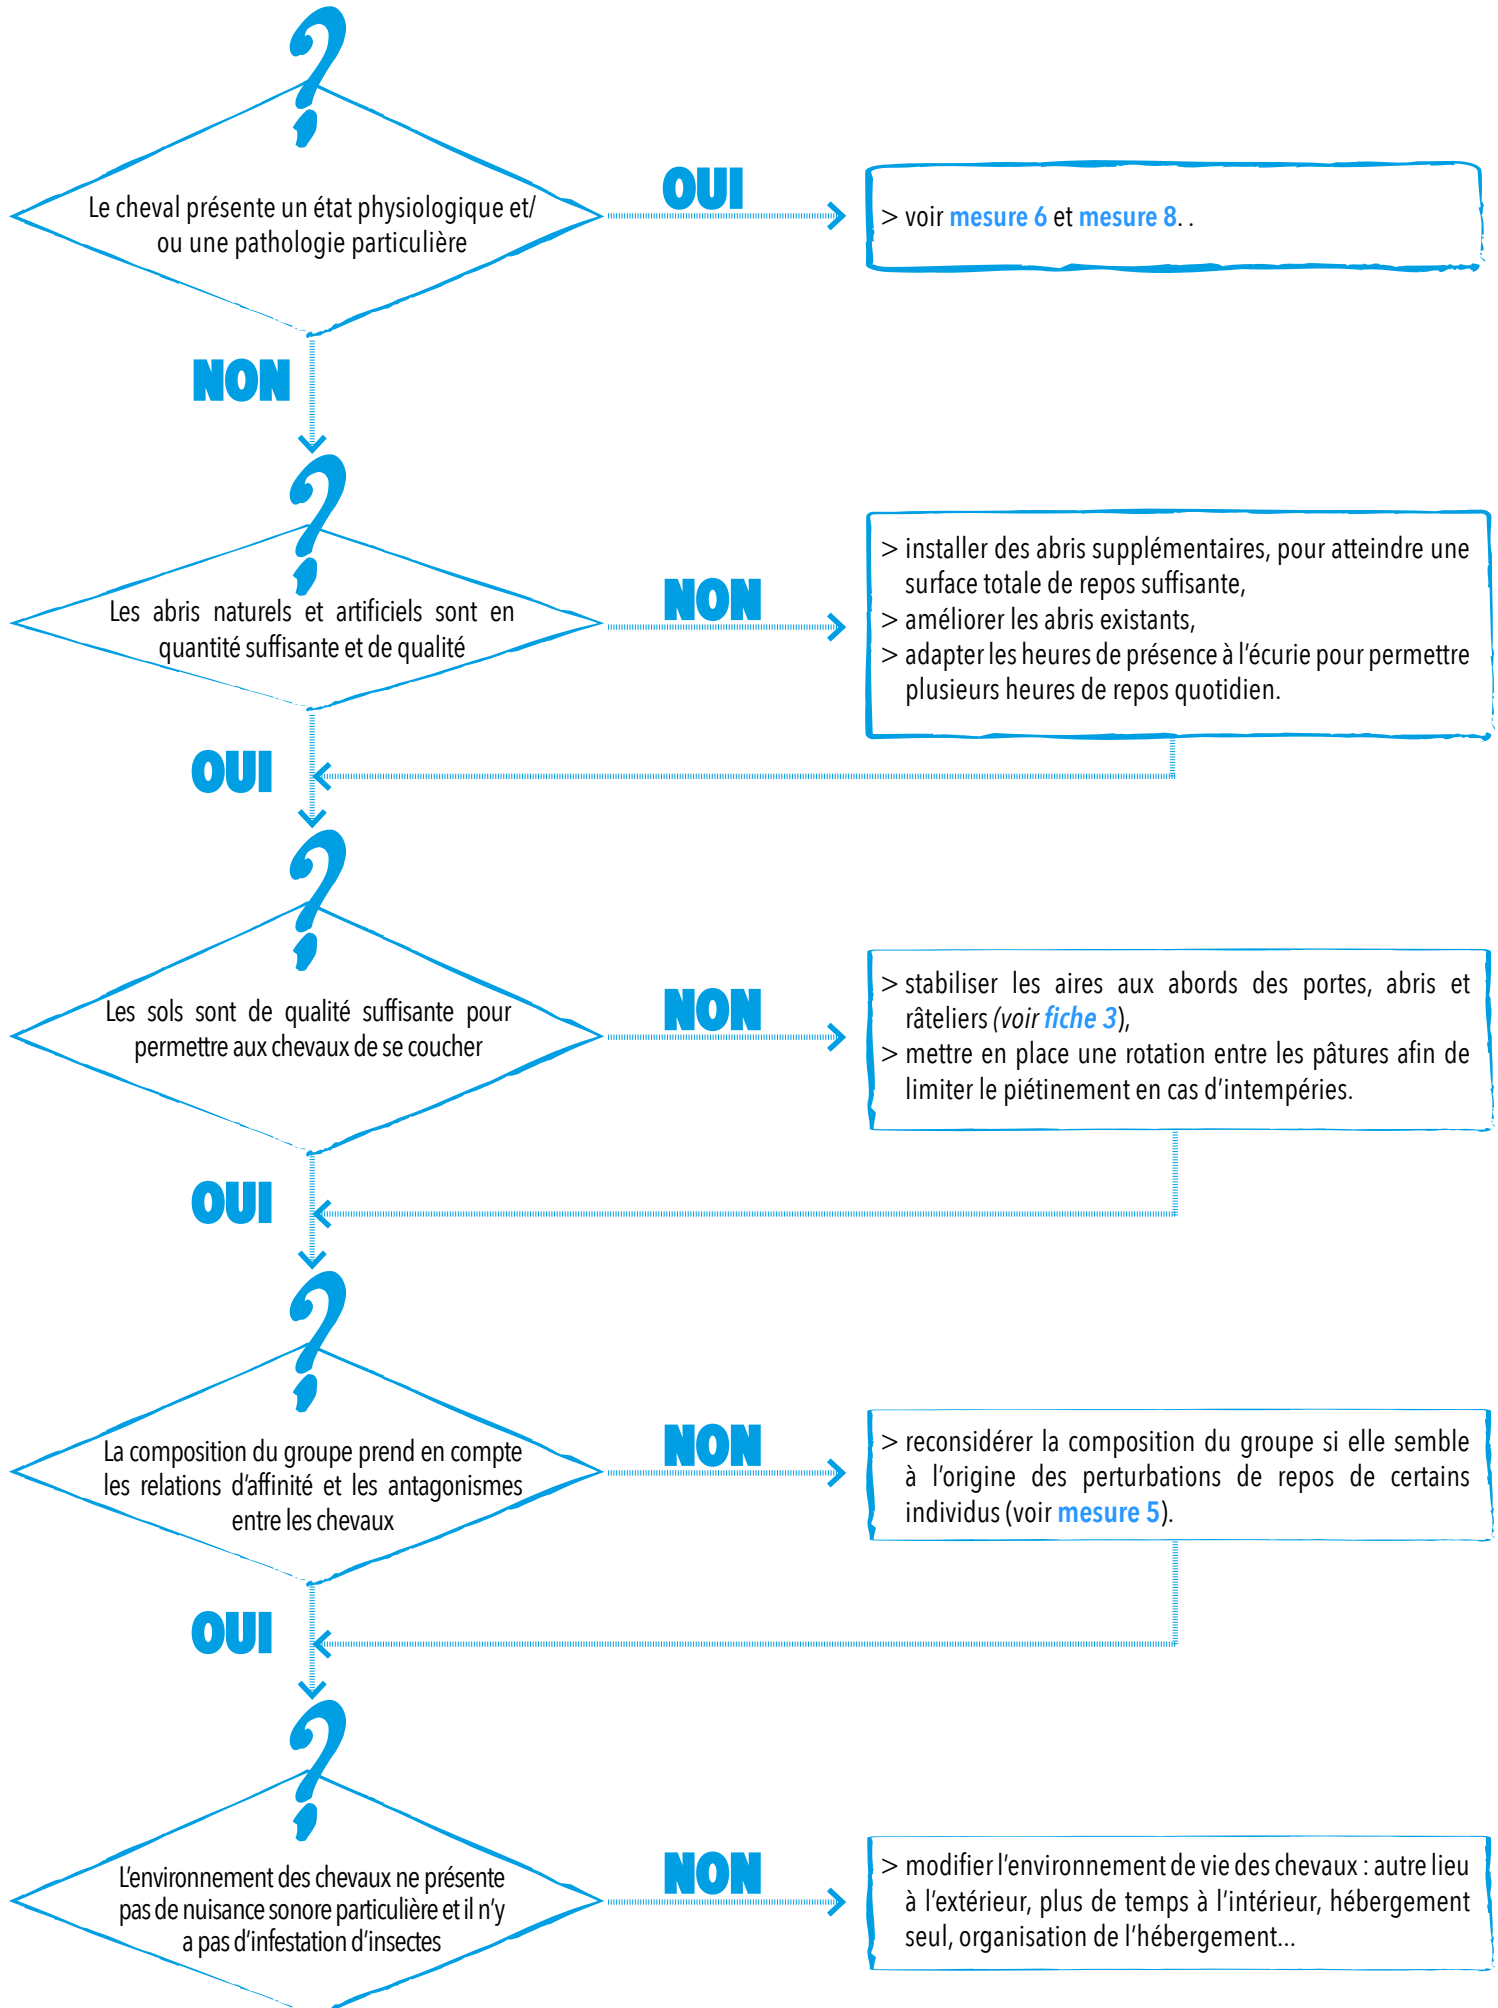 ?
Le cheval présente un état physiologique et/
ou une pathologie particulière
OUI
> voir mesure 6 et mesure 8. .
NON
?
Les abris naturels et artificiels sont en
quantité suffisante et de qualité
NON
> installer des abris supplémentaires, pour atteindre une
surface totale de repos suffisante,
> améliorer les abris existants,
> adapter les heures de présence à l’écurie pour permettre
plusieurs heures de repos quotidien.
OUI
?
Les sols sont de qualité suffisante pour
permettre aux chevaux de se coucher
NON
> stabiliser les aires aux abords des portes, abris et
râteliers (voir fiche 3),
> mettre en place une rotation entre les pâtures afin de
limiter le piétinement en cas d’intempéries.
OUI
?
La composition du groupe prend en compte
les relations d’affinité et les antagonismes
entre les chevaux
NON
> reconsidérer la composition du groupe si elle semble
à l’origine des perturbations de repos de certains
individus (voir mesure 5).
OUI
?
L’environnement des chevaux ne présente
pas de nuisance sonore particulière et il n’y
a pas d’infestation d’insectes
NON
> modifier l’environnement de vie des chevaux : autre lieu
à l’extérieur, plus de temps à l’intérieur, hébergement
seul, organisation de l’hébergement...